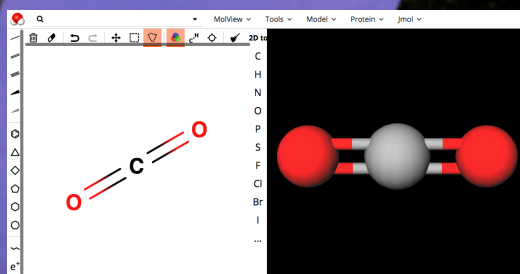 MolView Tools Model Protein Jmol
H 2D to
C
H
N
O
P
S
F
Cl
Br
I
...
O
C
O
e+